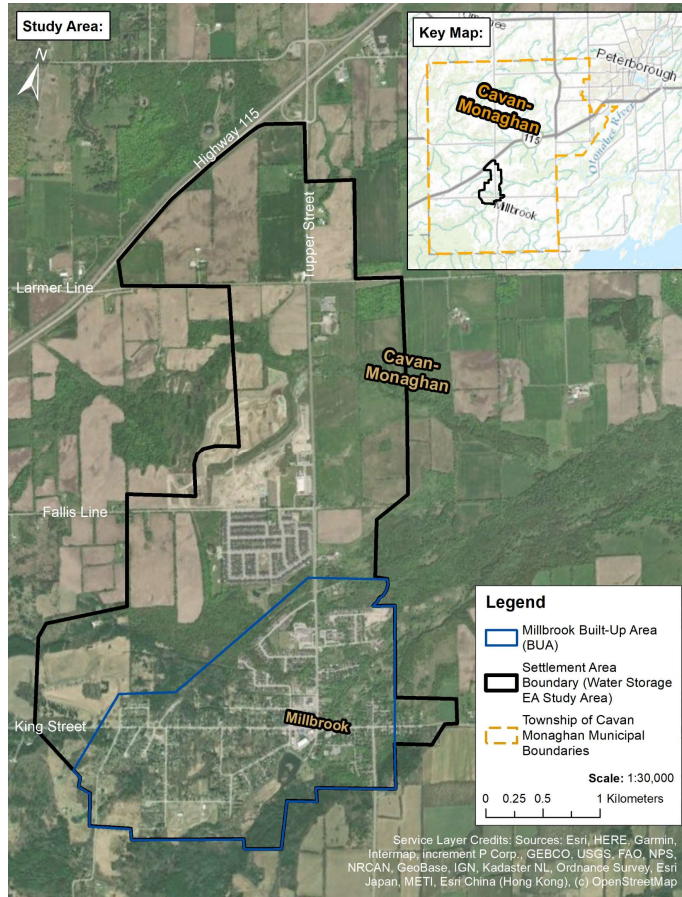 Study Area:
N
Highway 115
Tupper Street
Larmer Line
Cavan-
Monaghan
Fallis Line
King Street
Millbrook
Key Map:
Peterborough
Cavan-
Monaghan
115
Otonabee River
Millbrook
Legend
Millbrook Built-Up Area
(BUA)
Settlement Area
Boundary (Water Storage
EA Study Area)
Township of Cavan
Monaghan Municipal
Boundaries
Scale: 1:30,000
0 0.25 0.5 1 Kilometers
Service Layer Credits: Sources: Esri, HERE, Garmin,
Intermap, increment P Corp., GEBCO, USGS, FAO, NPS,
NRCAN, GeoBase, IGN, Kadaster NL, Ordnance Survey, Esri
Japan, METI, Esri China (Hong Kong), (c) OpenStreetMap